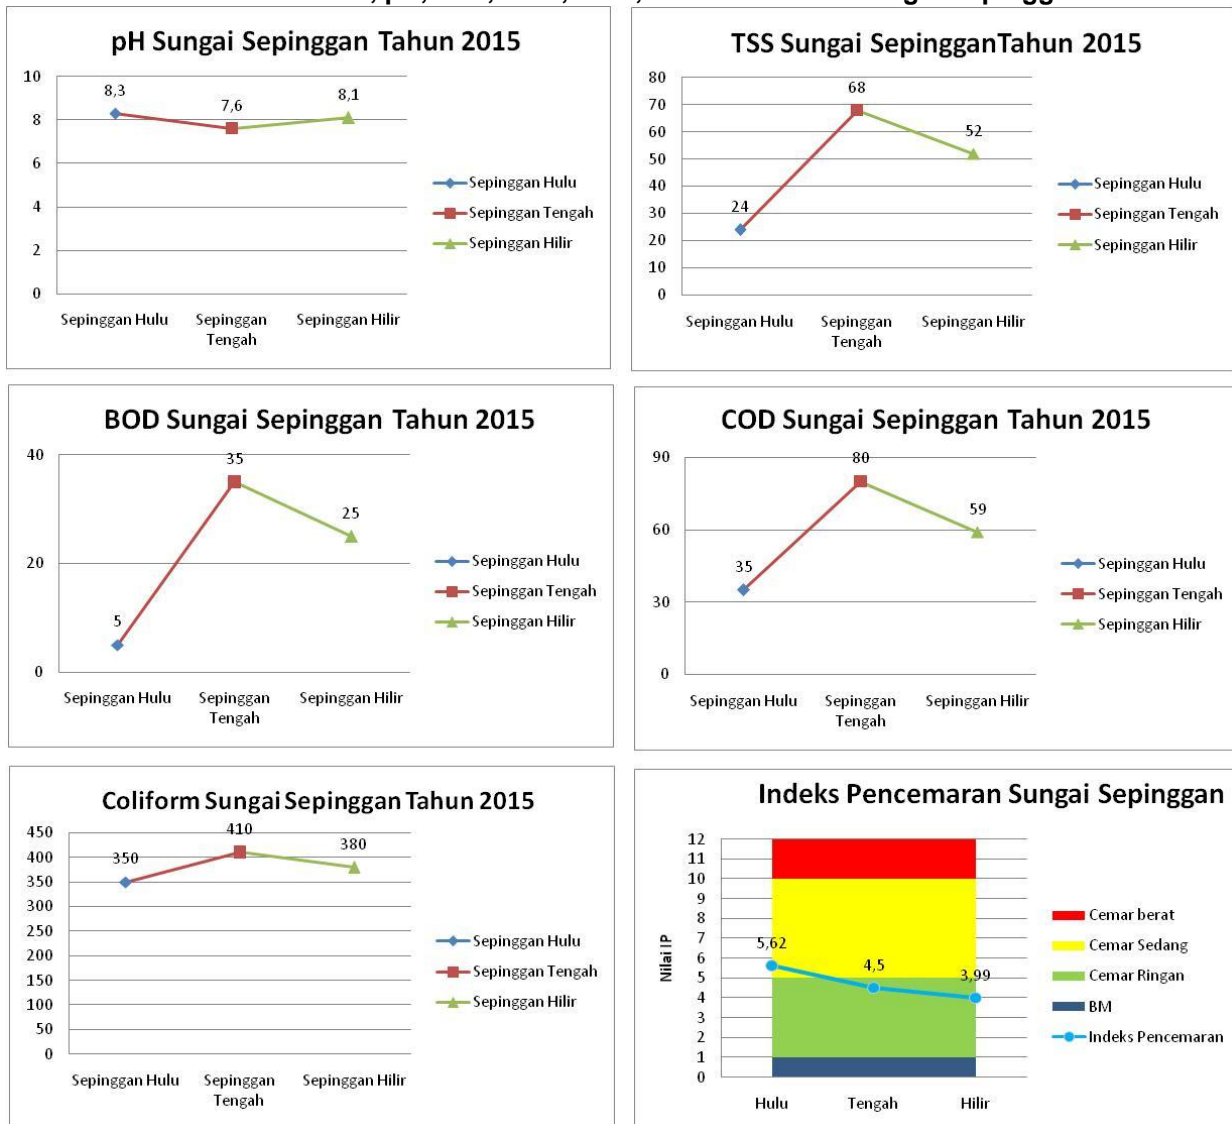 pH Sungai Sepinggan Tahun 2015
10
8
6
4
2
0
8,3
7,6
8,1
Sepinggan Hulu
Sepinggan Tengah
Sepinggan Hilir
Sepinggan Hulu
Sepinggan
Tengah
Sepinggan Hilir
TSS Sungai SepingganTahun 2015
80
70
60
50
40
30
20
10
0
24
68
52
Sepinggan Hulu
Sepinggan Tengah
Sepinggan Hilir
Sepinggan Hulu
Sepinggan
Tengah
Sepinggan Hilir
BOD Sungai Sepinggan Tahun 2015
40
20
0
5
35
25
Sepinggan Hulu
Sepinggan Tengah
Sepinggan Hilir
Sepinggan Hulu
Sepinggan
Tengah
Sepinggan Hilir
COD Sungai Sepinggan Tahun 2015
90
60
30
0
35
80
59
Sepinggan Hulu
Sepinggan Tengah
Sepinggan Hilir
Sepinggan Hulu
Sepinggan
Tengah
Sepinggan Hilir
Coliform Sungai Sepinggan Tahun 2015
450
400
350
300
250
200
150
100
50
0
350
410
380
Sepinggan Hulu
Sepinggan Tengah
Sepinggan Hilir
Sepinggan Hulu
Sepinggan
Tengah
Sepinggan Hilir
Indeks Pencemaran Sungai Sepinggan
Nilai IP
12
11
10
9
8
7
6
5
4
3
2
1
0
5,62
4,5
3,99
Cemar berat
Cemar Sedang
Cemar Ringan
BM
Indeks Pencemaran
Hulu
Tengah
Hilir